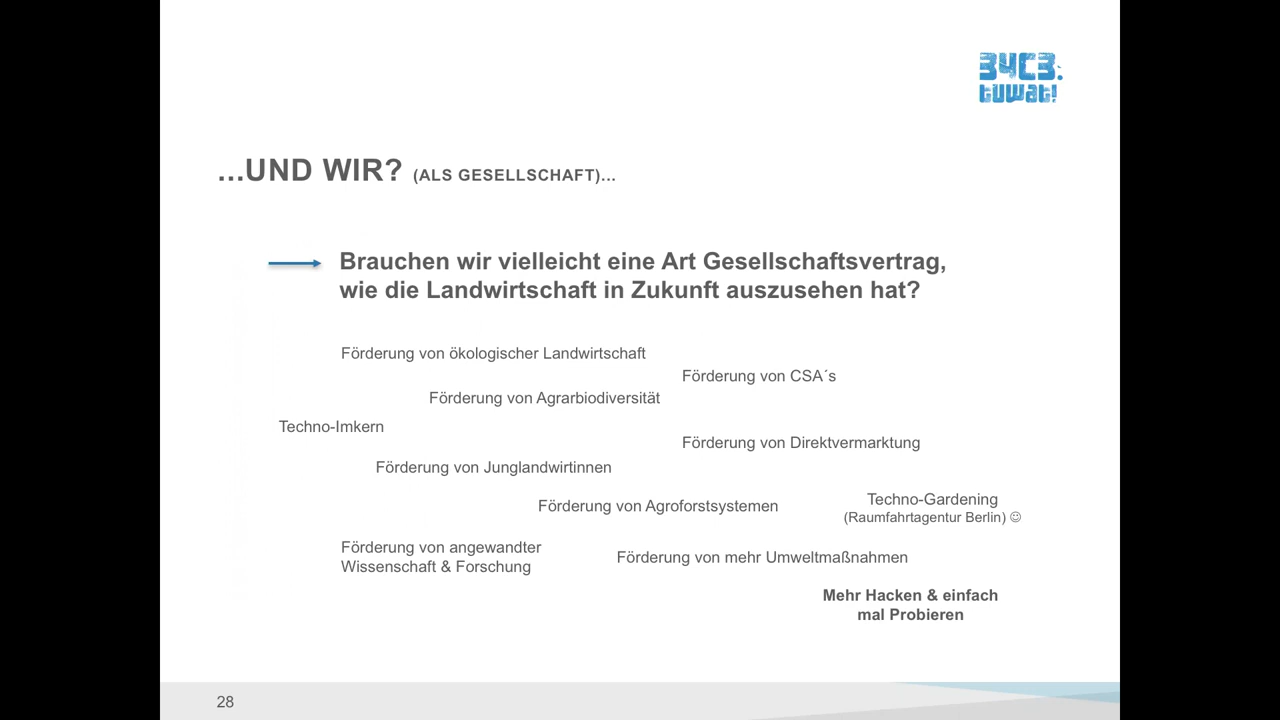 34C3.
tuwat!
...UND WIR? (ALS GESELLSCHAFT)...
Brauchen wir vielleicht eine Art Gesellschaftsvertrag,
wie die Landwirtschaft in Zukunft auszusehen hat?
Förderung von ökologischer Landwirtschaft
Förderung von CSA´s
Förderung von Agrarbiodiversität
Techno-Imkern
Förderung von Direktvermarktung
Förderung von Junglandwirtinnen
Förderung von Agroforstsystemen
Techno-Gardening
(Raumfahrtagentur Berlin) ☺
Förderung von angewandter
Wissenschaft & Forschung
Förderung von mehr Umweltmaßnahmen
Mehr Hacken & einfach
mal Probieren
28